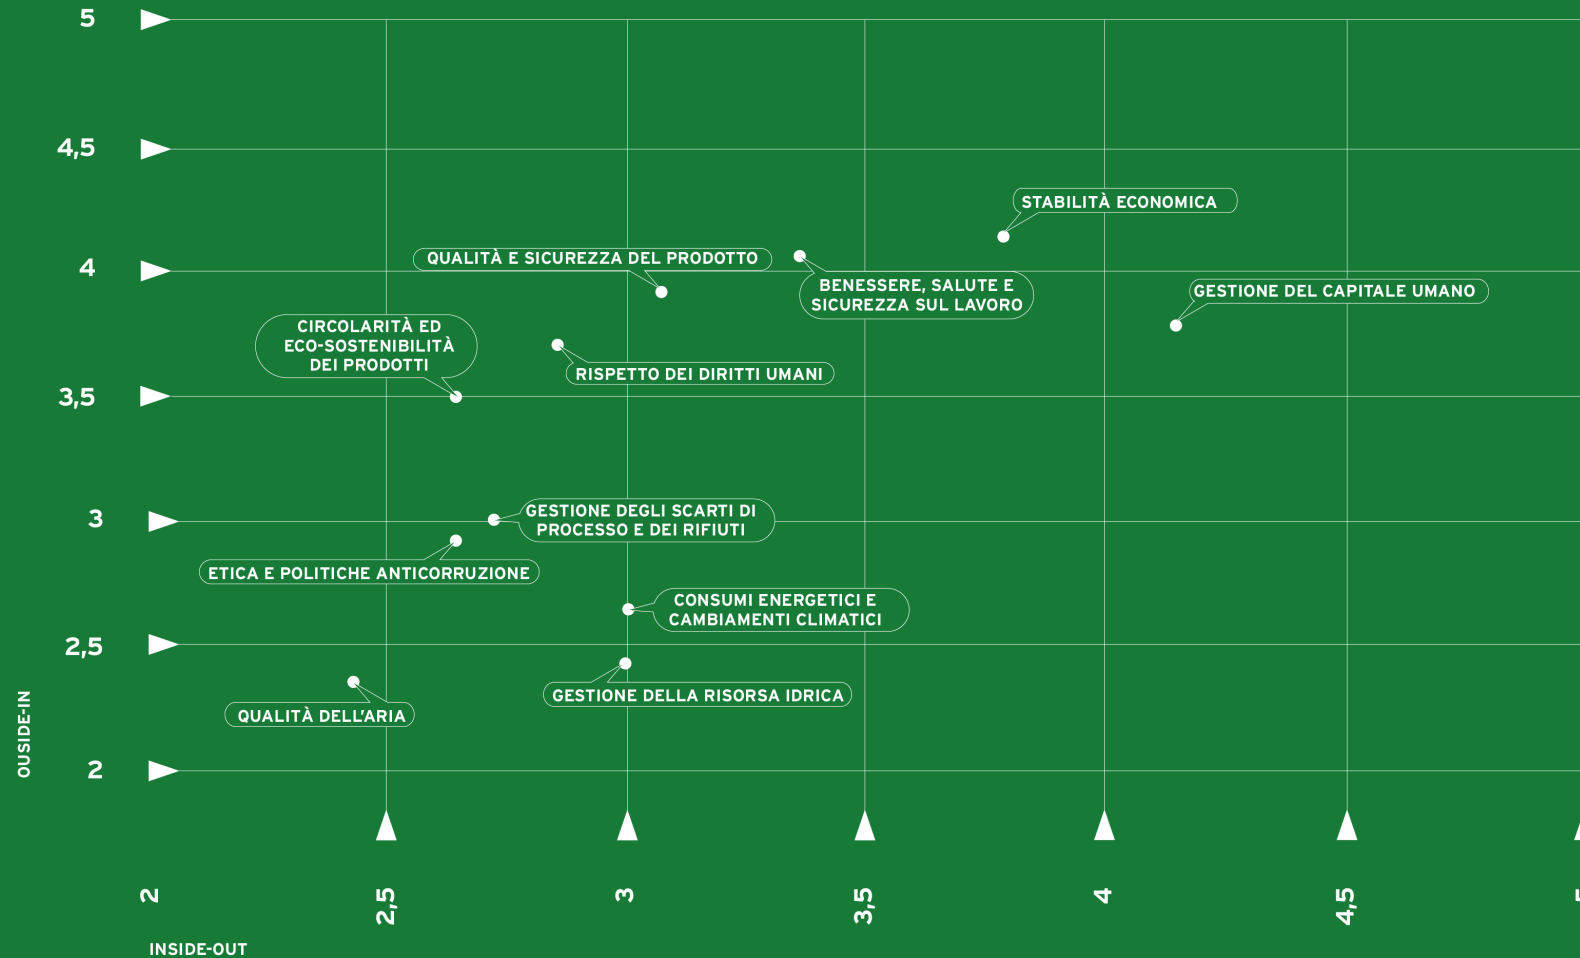 5
4,5
STABILITÀ ECONOMICA
QUALITÀ E SICUREZZA DEL PRODOTTO
4
BENESSERE, SALUTE E
SICUREZZA SUL LAVORO
GESTIONE DEL CAPITALE UMANO
CIRCOLARITÀ ED
ECO-SOSTENIBILITÀ
DEI PRODOTTI
RISPETTO DEI DIRITTI UMANI
3,5
GESTIONE DEGLI SCARTI DI
PROCESSO E DEI RIFIUTI
3
ETICA E POLITICHE ANTICORRUZIONE
CONSUMI ENERGETICI E
CAMBIAMENTI CLIMATICI
2,5
GESTIONE DELLA RISORSA IDRICA
QUALITÀ DELL'ARIA
OUSIDE-IN
2
2
2,5
3
3,5
4
4,5
INSIDE-OUT